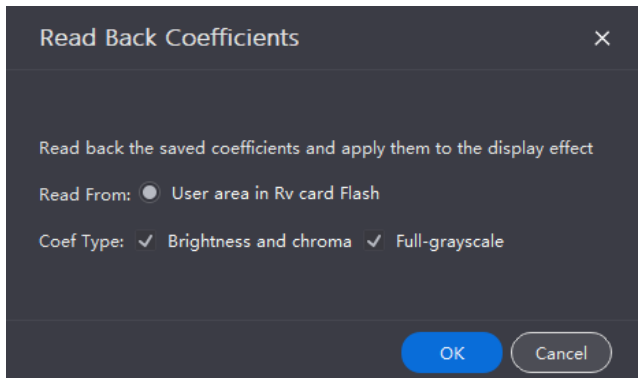 Read Back Coefficients
Read back the saved coefficients and apply them to the display effect
Read From: User area in Rv card Flash
Coef Type: Brightness and chroma Full-grayscale
OK Cancel